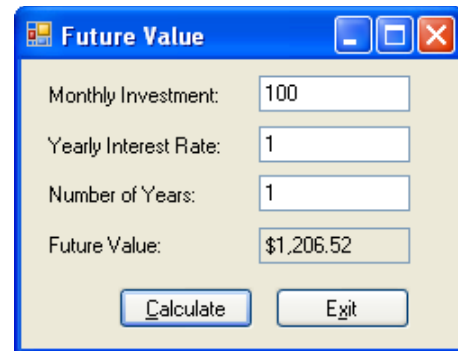 Future Value
Monthly Investment: 100
Yearly Interest Rate: 1
Number of Years: 1
Future Value: $1,206.52
Calculate Exit